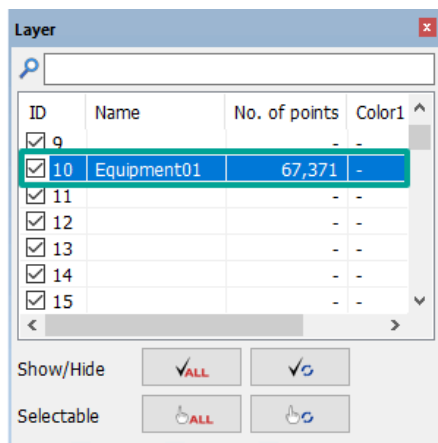 Layer
ID Name No. of points Color1
9 - -
10 Equipment01 67,371 -
11 - -
12 - -
13 - -
14 - -
15 - -
Show/Hide ALL
Selectable ALL